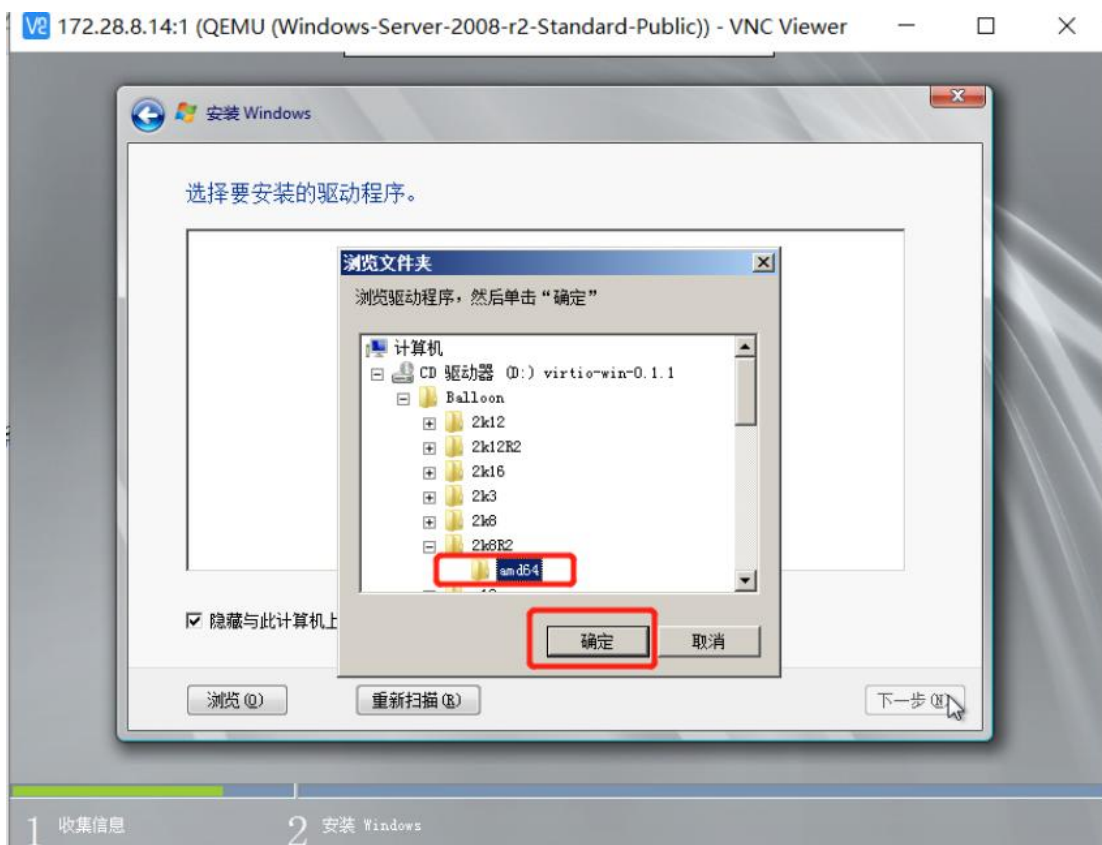 V2 172.28.8.14:1 (QEMU (Windows-Server-2008-r2-Standard-Public)) - VNC Viewer
安装 Windows
选择要安装的驱动程序。
浏览文件夹
浏览驱动程序，然后单击“确定”
计算机
CD 驱动器 (D:) virtio-win-0.1.1
Balloon
2k12
2k12R2
2k16
2k3
2k8
2k8R2
amd64
隐藏与此计算机上
确定 取消
浏览(O) 重新扫描(R) 下一步(N)
1 收集信息 2 安装 Windows